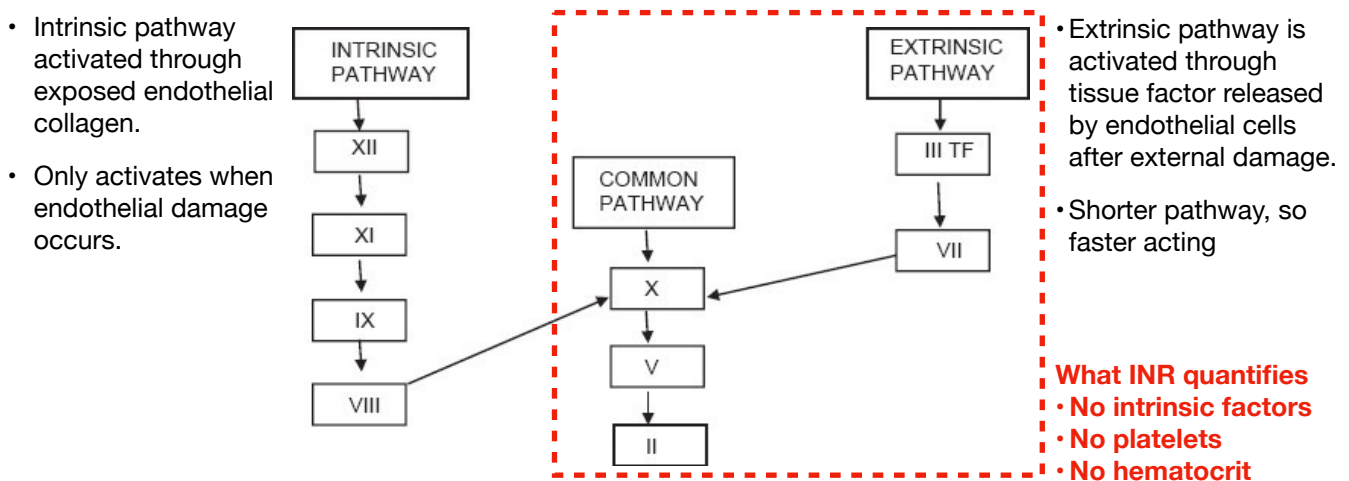 • Intrinsic pathway
activated through
exposed endothelial
collagen.
• Only activates when
endothelial damage
occurs.
INTRINSIC
PATHWAY
XII
XI
IX
VIII
COMMON
PATHWAY
X
V
II
EXTRINSIC
PATHWAY
III TF
VII
• Extrinsic pathway is
activated through
tissue factor released
by endothelial cells
after external damage.
• Shorter pathway, so
faster acting
What INR quantifies
• No intrinsic factors
• No platelets
• No hematocrit